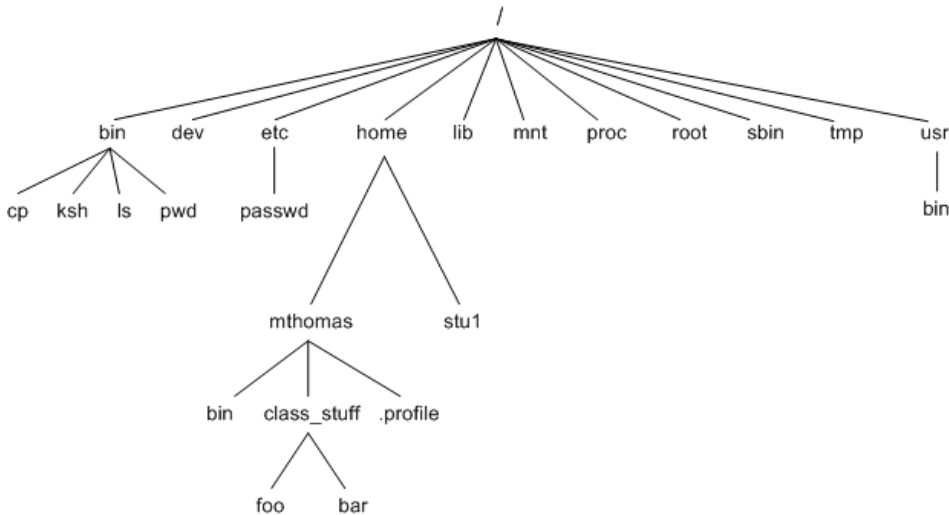 /
bin dev etc home lib mnt proc root sbin tmp usr
cp ksh ls pwd passwd bin
mthomas stu1
bin class_stuff .profile
foo bar